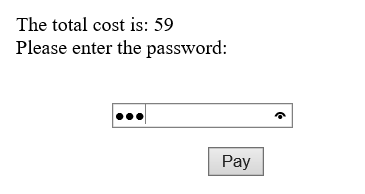 The total cost is: 59
Please enter the password:
Pay